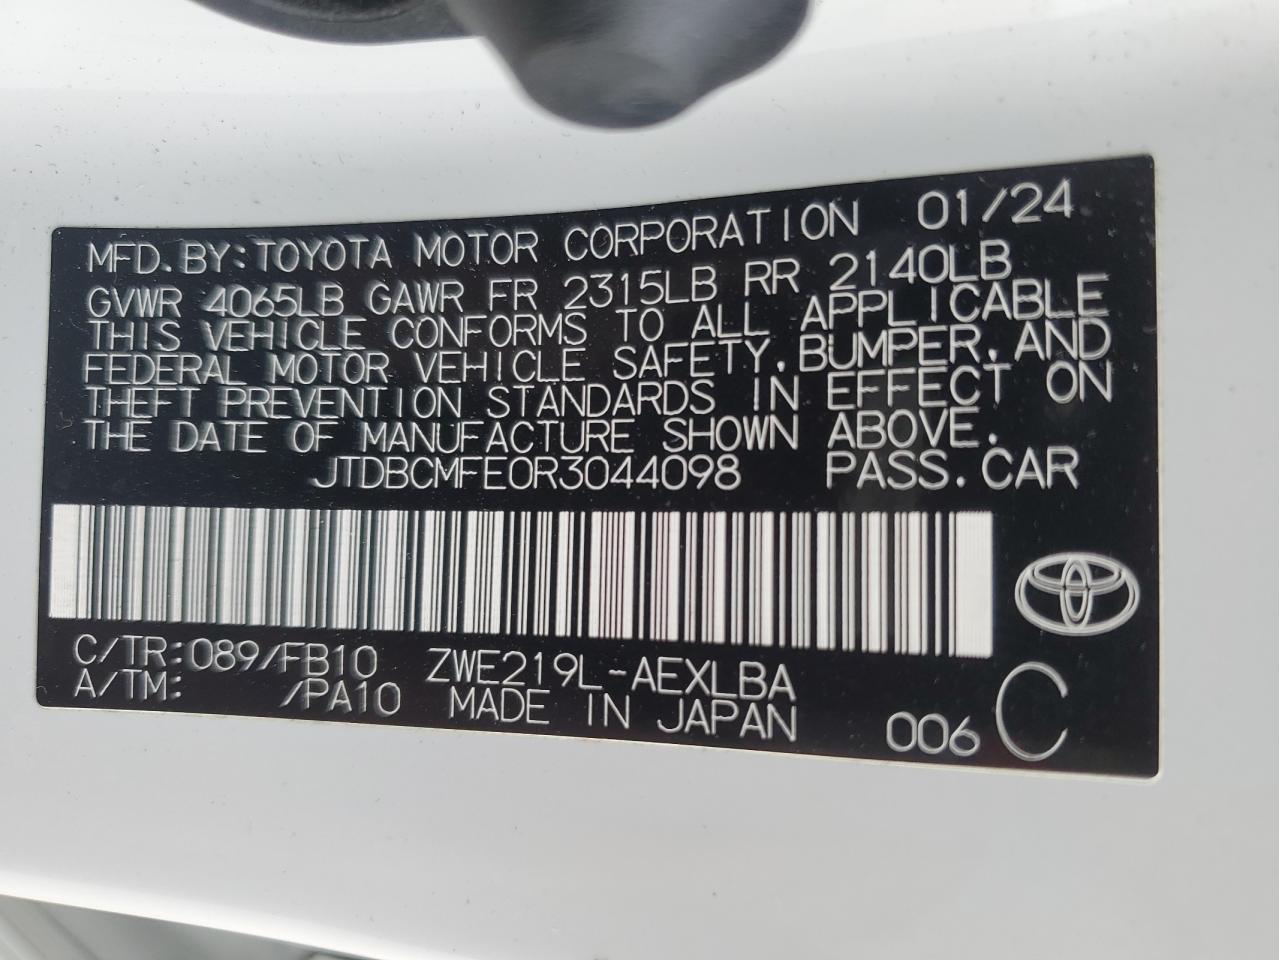 MFD.BY:TOYOTA MOTOR CORPORATION 01/24
GVWR 4065LB GAWR FR 2315LB RR 2140LB
THIS VEHICLE CONFORMS TO ALL APPLICABLE
FEDERAL MOTOR VEHICLE SAFETY,BUMPER,AND
THEFT PREVENTION STANDARDS IN EFFECT ON
THE DATE OF MANUFACTURE SHOWN ABOVE.
JTDBCMFE0R3044098 PASS.CAR
C/TR:089/FB10 ZWE219L-AEXLBA
A/TM: /PA10 MADE IN JAPAN 006 C